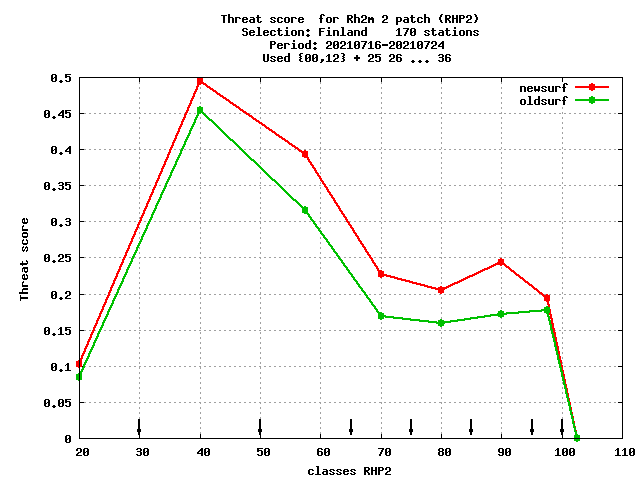 Threat score  for Rh2m 2 patch (RHP2)
Selection: Finland    170 stations
Period: 20210716-20210724
Used {00,12} + 25 26 ... 36
newsurf
oldsurf
0.5
0.45
0.4
0.35
0.3
0.25
0.2
0.15
0.1
0.05
0
Threat score
20 30 40 50 60 70 80 90 100 110
classes RHP2